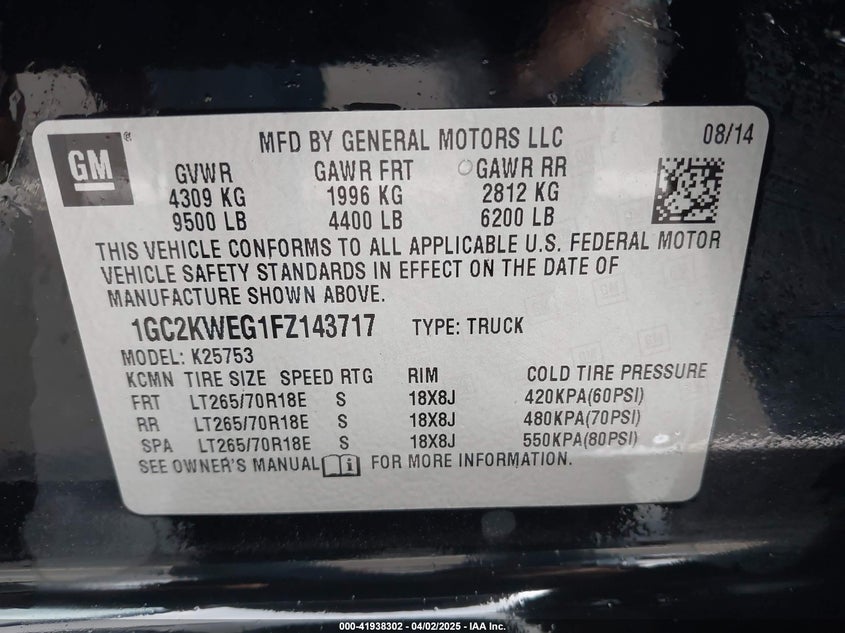 GM®
MFD BY GENERAL MOTORS LLC
08/14
GVWR GAWR FRT GAWR RR
4309 KG 1996 KG 2812 KG
9500 LB 4400 LB 6200 LB
THIS VEHICLE CONFORMS TO ALL APPLICABLE U.S. FEDERAL MOTOR
VEHICLE SAFETY STANDARDS IN EFFECT ON THE DATE OF
MANUFACTURE SHOWN ABOVE.
1GC2KWEG1FZ143717 TYPE: TRUCK
MODEL: K25753
KCMN TIRE SIZE SPEED RTG RIM COLD TIRE PRESSURE
FRT LT265/70R18E S 18X8J 420KPA(60PSI)
RR LT265/70R18E S 18X8J 480KPA(70PSI)
SPA LT265/70R18E S 18X8J 550KPA(80PSI)
SEE OWNER'S MANUAL FOR MORE INFORMATION.
000-41938302 - 04/02/2025 - IAA Inc.